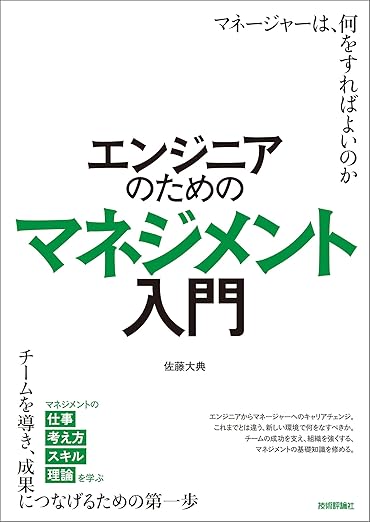 マネージャーは、何をすればよいのか
エンジニア
のための
マネジメント
入門
佐藤大典
チームを導き、成果につなげるための第一歩
マネジメントの
仕事
考え方
スキル
理論を学ぶ
エンジニアからマネージャーへのキャリアチェンジ。
これまでとは違う、新しい環境で何をなすべきか。
チームの成功を支え、組織を強くする、
マネジメントの基礎知識を修める。
技術評論社